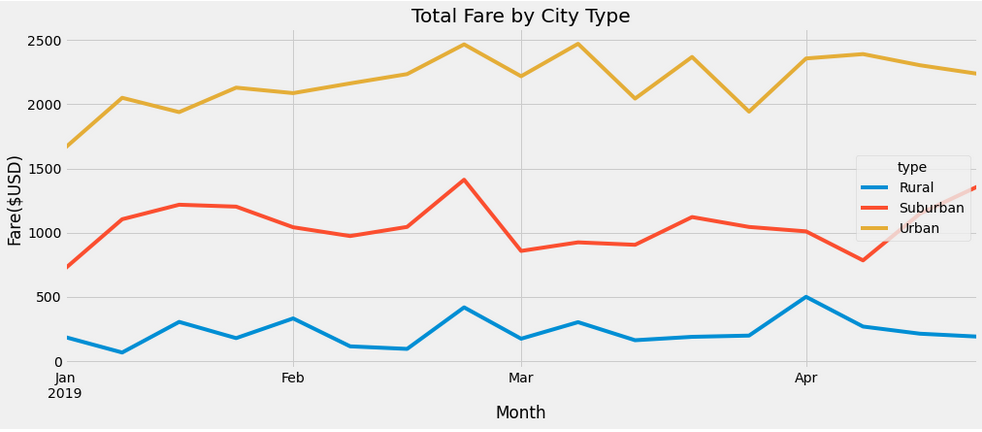 Total Fare by City Type
Fare($USD)
2500
2000
1500
1000
500
0
type
Rural
Suburban
Urban
Jan Feb Mar Apr
2019
Month